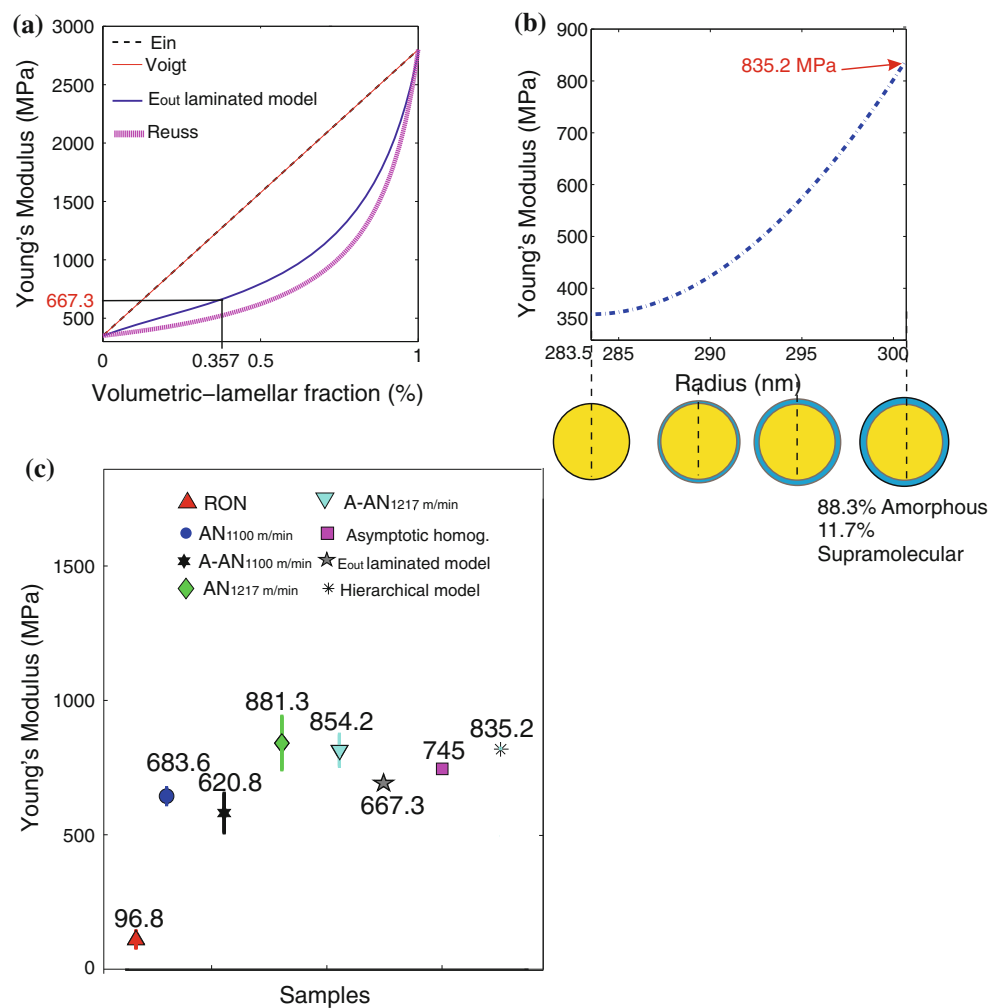 (a)
3000
2500
2000
1500
1000
667.3
500
0
0.357
0.5
1
Young's Modulus (MPa)
Volumetric–lamellar fraction (%)
Ein
Voigt
Eout laminated model
Reuss
(b)
900
800
700
600
500
400
350
283.5
285
290
295
300
Young's Modulus (MPa)
Radius (nm)
835.2 MPa
88.3% Amorphous
11.7%
Supramolecular
(c)
1500
1000
500
0
Young's Modulus (MPa)
Samples
RON
AN1100 m/min
A-AN1100 m/min
AN1217 m/min
A-AN1217 m/min
Asymptotic homog.
Eout laminated model
Hierarchical model
96.8
683.6
620.8
881.3
854.2
667.3
745
835.2